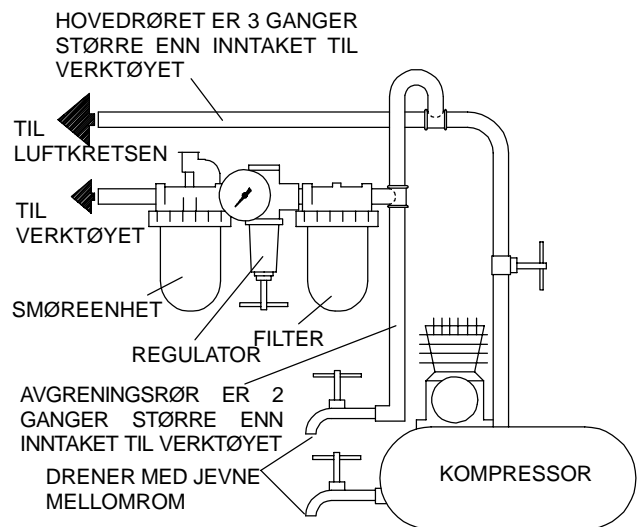 HOVEDRØRET ER 3 GANGER
STØRRE ENN INNTAKET TIL
VERKTØYET
TIL
LUFTKRETSEN
TIL
VERKTØYET
SMØREENHET
REGULATOR
FILTER
AVGRENINGSRØR ER 2
GANGER STØRRE ENN
INNTAKET TIL VERKTØYET
DRENER MED JEVNE
MELLOMROM
KOMPRESSOR